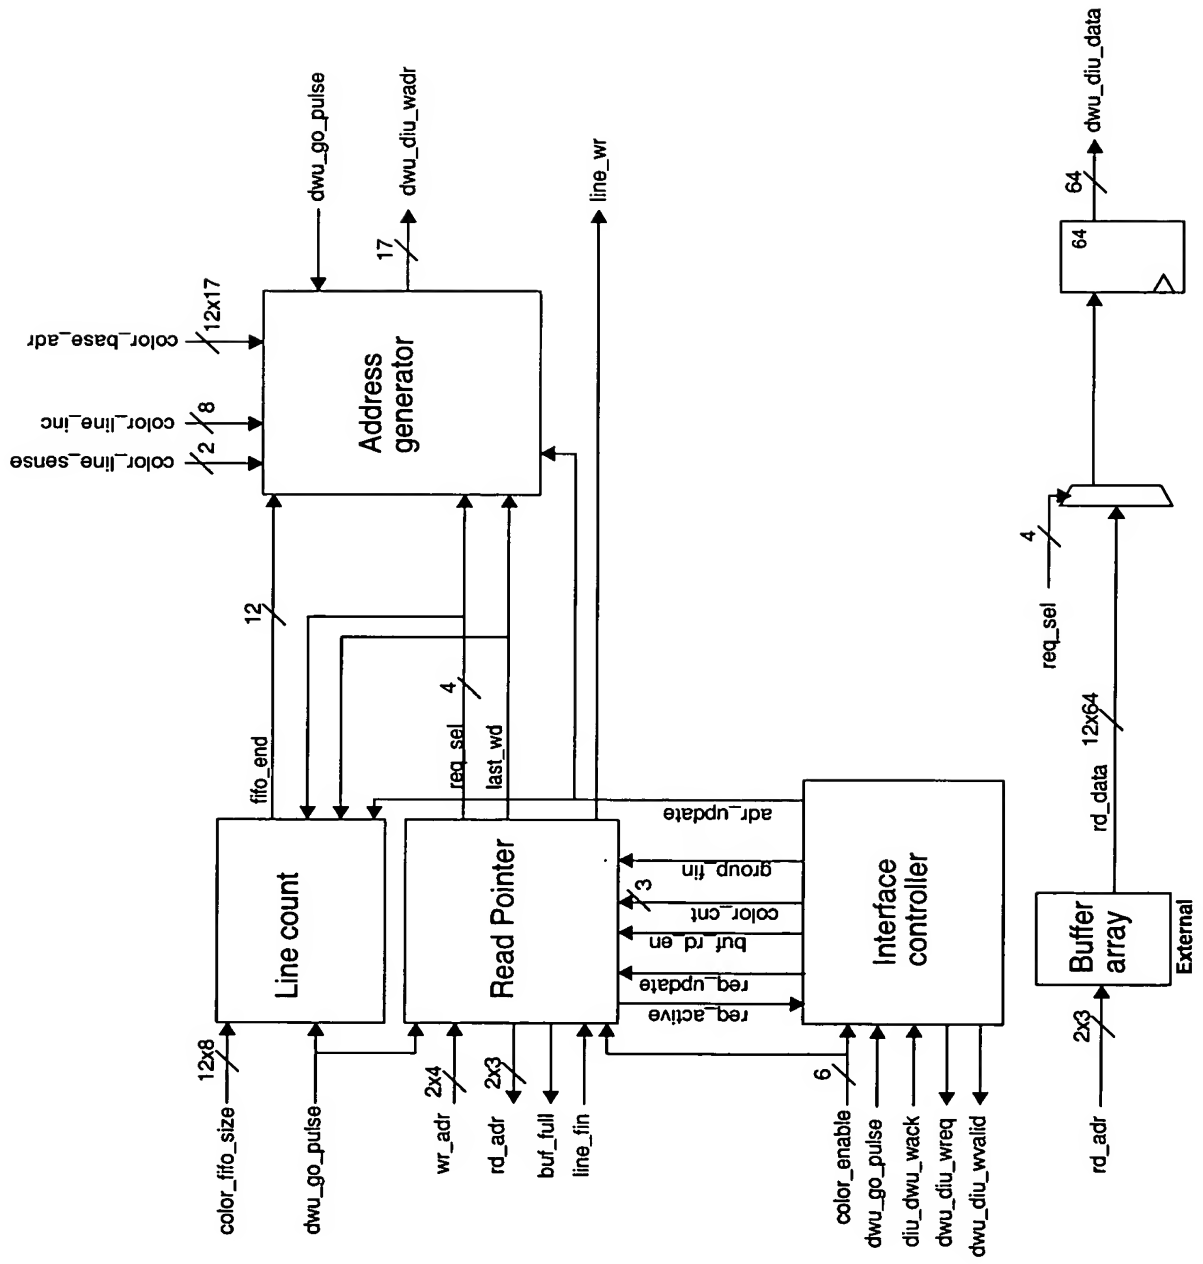 color_fifo_size
12x8
dwu_go_pulse
Line count
fifo_end
12
color_line_sense
2
color_line_inc
8
color_base_adr
12x17
dwu_go_pulse
Address
generator
17
dwu_diu_wadr
wr_adr
2x4
rd_adr
2x3
buf_full
line_fin
Read Pointer
req_sel
4
last_wd
line_wr
req_active
req_update
buf_rd_en
color_cnt
3
group_fin
adr_update
color_enable
6
dwu_go_pulse
diu_dwu_wack
dwu_diu_wreq
dwu_diu_wvalid
Interface
controller
rd_adr
2x3
Buffer
array
External
rd_data
12x64
req_sel
4
64
64
dwu_diu_data